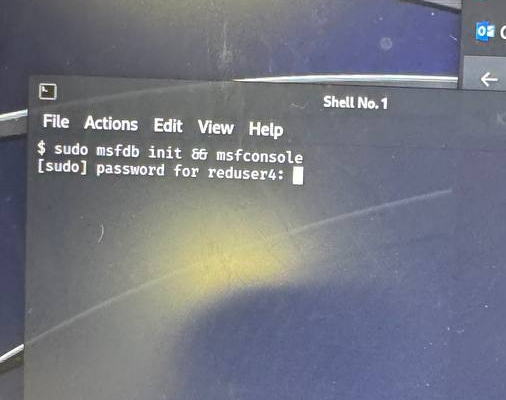 Shell No. 1
File Actions Edit View Help
$ sudo msfdb init && msfconsole
[sudo] password for reduser4: